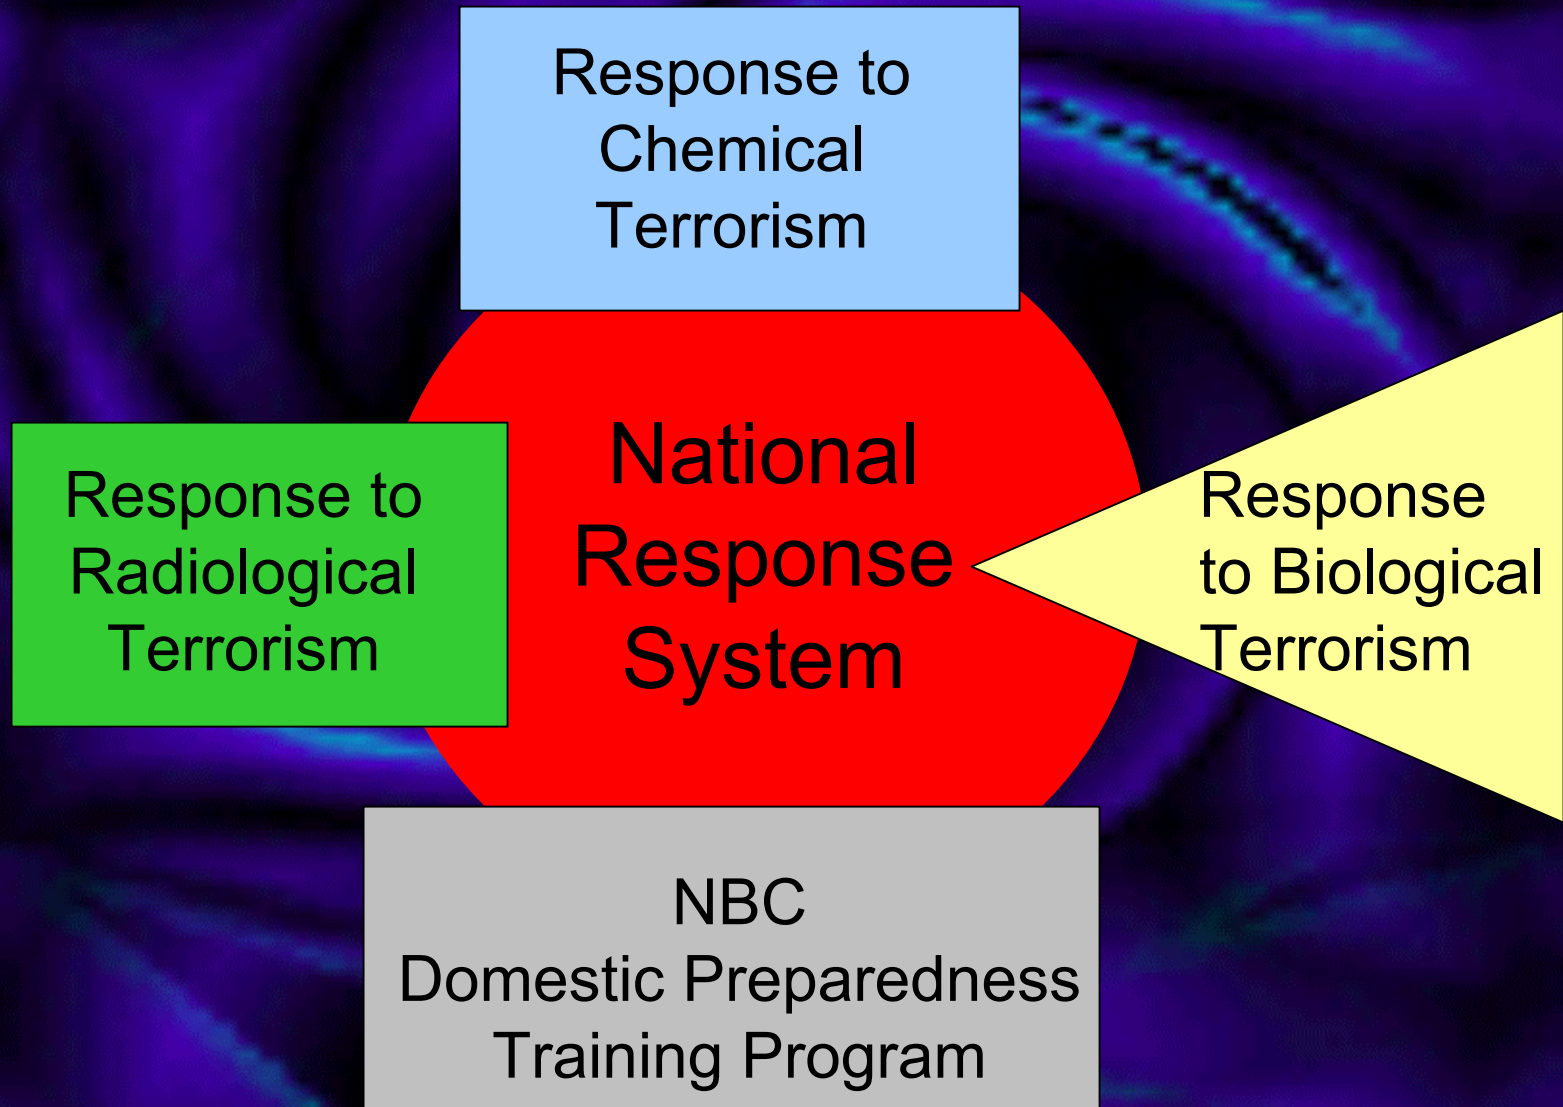 Response to
Chemical
Terrorism
Response to
Radiological
Terrorism
National
Response
System
Response
to Biological
Terrorism
NBC
Domestic Preparedness
Training Program